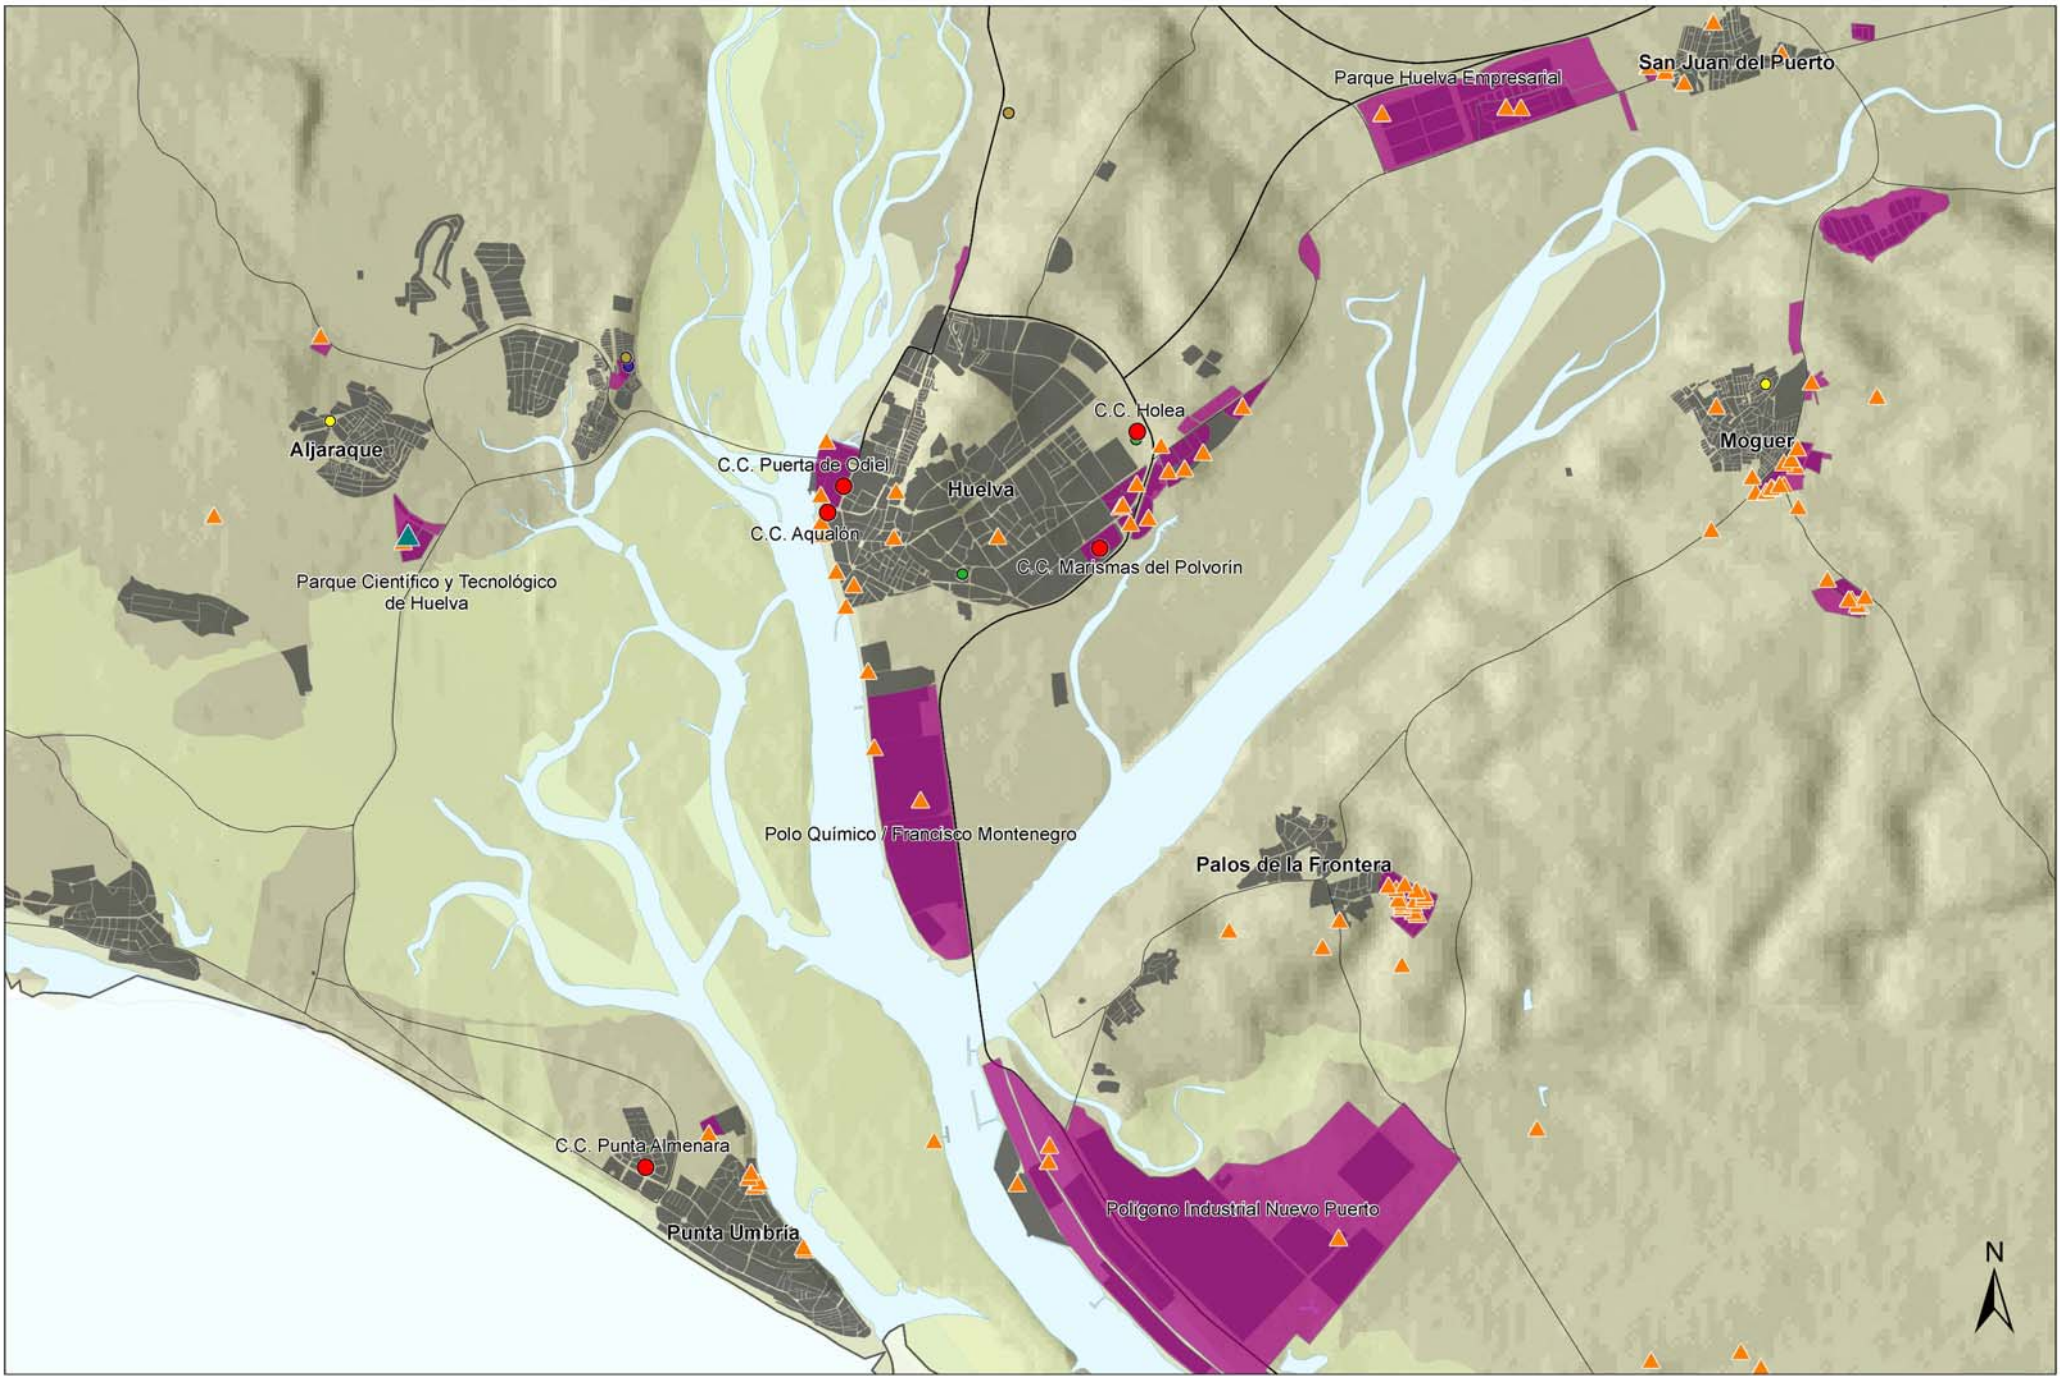 San Juan del Puerto
Parque Huelva Empresarial
C.C. Holea
Aljaraque
Moguer
C.C. Puerta de Odiel
Huelva
C.C. Aqualón
C.C. Marismas del Polvorín
Parque Científico y Tecnológico
de Huelva
Polo Químico / Francisco Montenegro
Palos de la Frontera
C.C. Punta Almenara
Polígono Industrial Nuevo Puerto
Punta Umbría
N